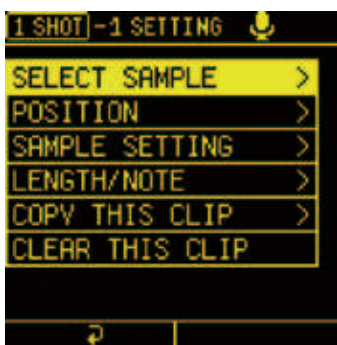 1 SHOT -1 SETTING
SELECT SAMPLE >
POSITION >
SAMPLE SETTING >
LENGTH/NOTE >
COPY THIS CLIP >
CLEAR THIS CLIP